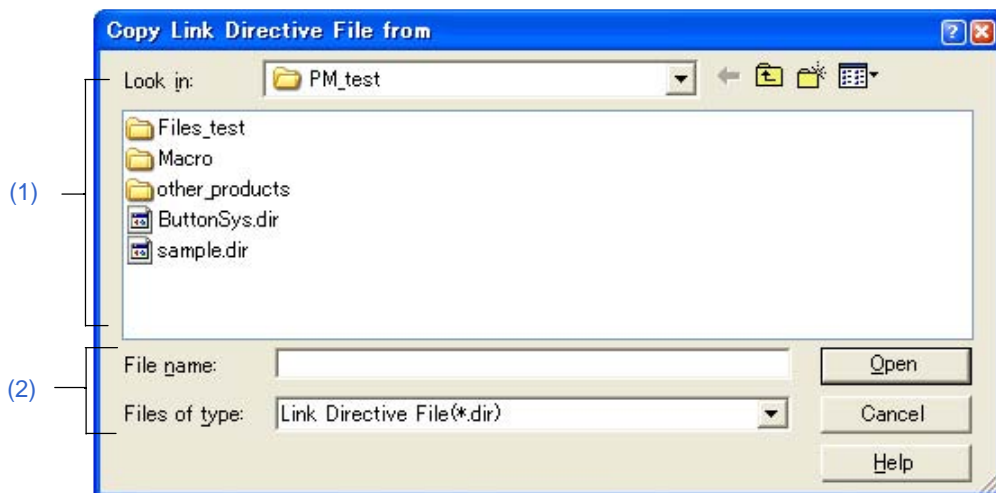 Copy Link Directive File from
Look in: PM_test
Files_test
Macro
other_products
ButtonSys.dir
sample.dir
(1)
File name: Open
(2)
Files of type: Link Directive File(*.dir) Cancel
Help